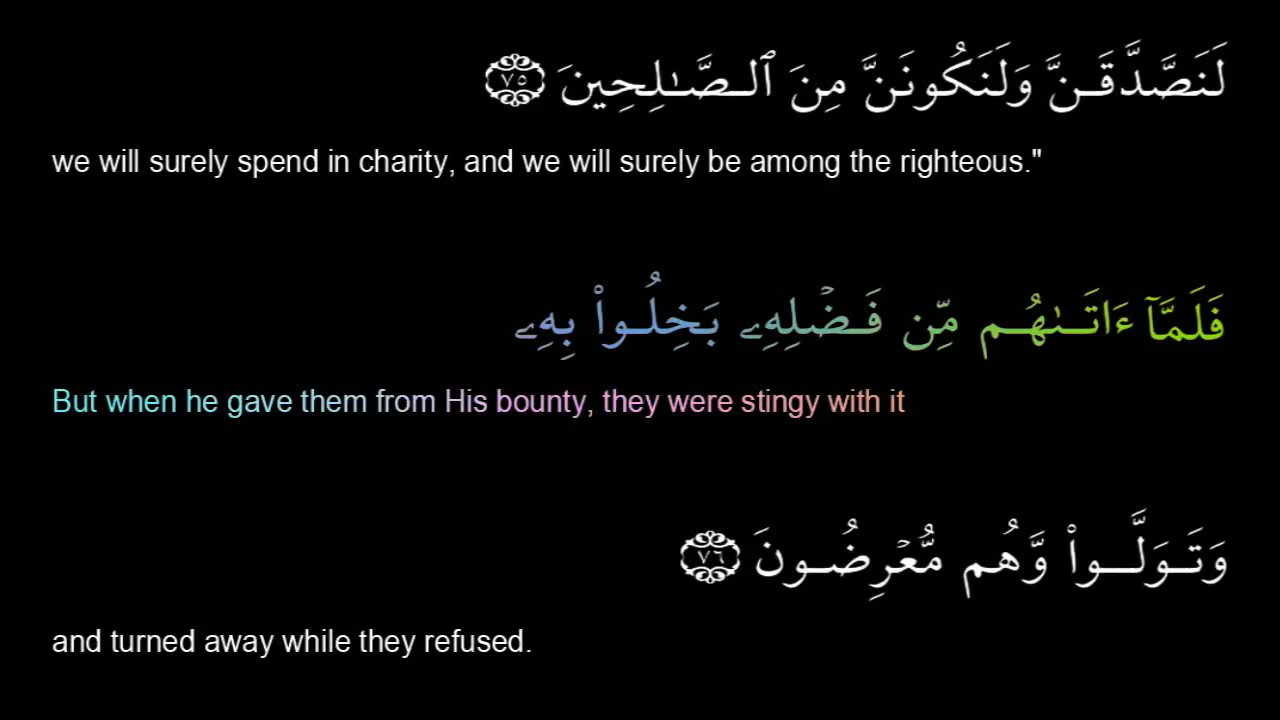 لَنَصَّدَّقَنَّ وَلَنَكُونَنَّ مِنَ ٱلصَّـٰلِحِينَ ٧٥
we will surely spend in charity, and we will surely be among the righteous."
فَلَمَّآ ءَاتَىٰهُم مِّن فَضْلِهِۦ بَخِلُوا۟ بِهِۦ
But when he gave them from His bounty, they were stingy with it
وَتَوَلَّوا۟ وَّهُم مُّعْرِضُونَ ٧٦
and turned away while they refused.